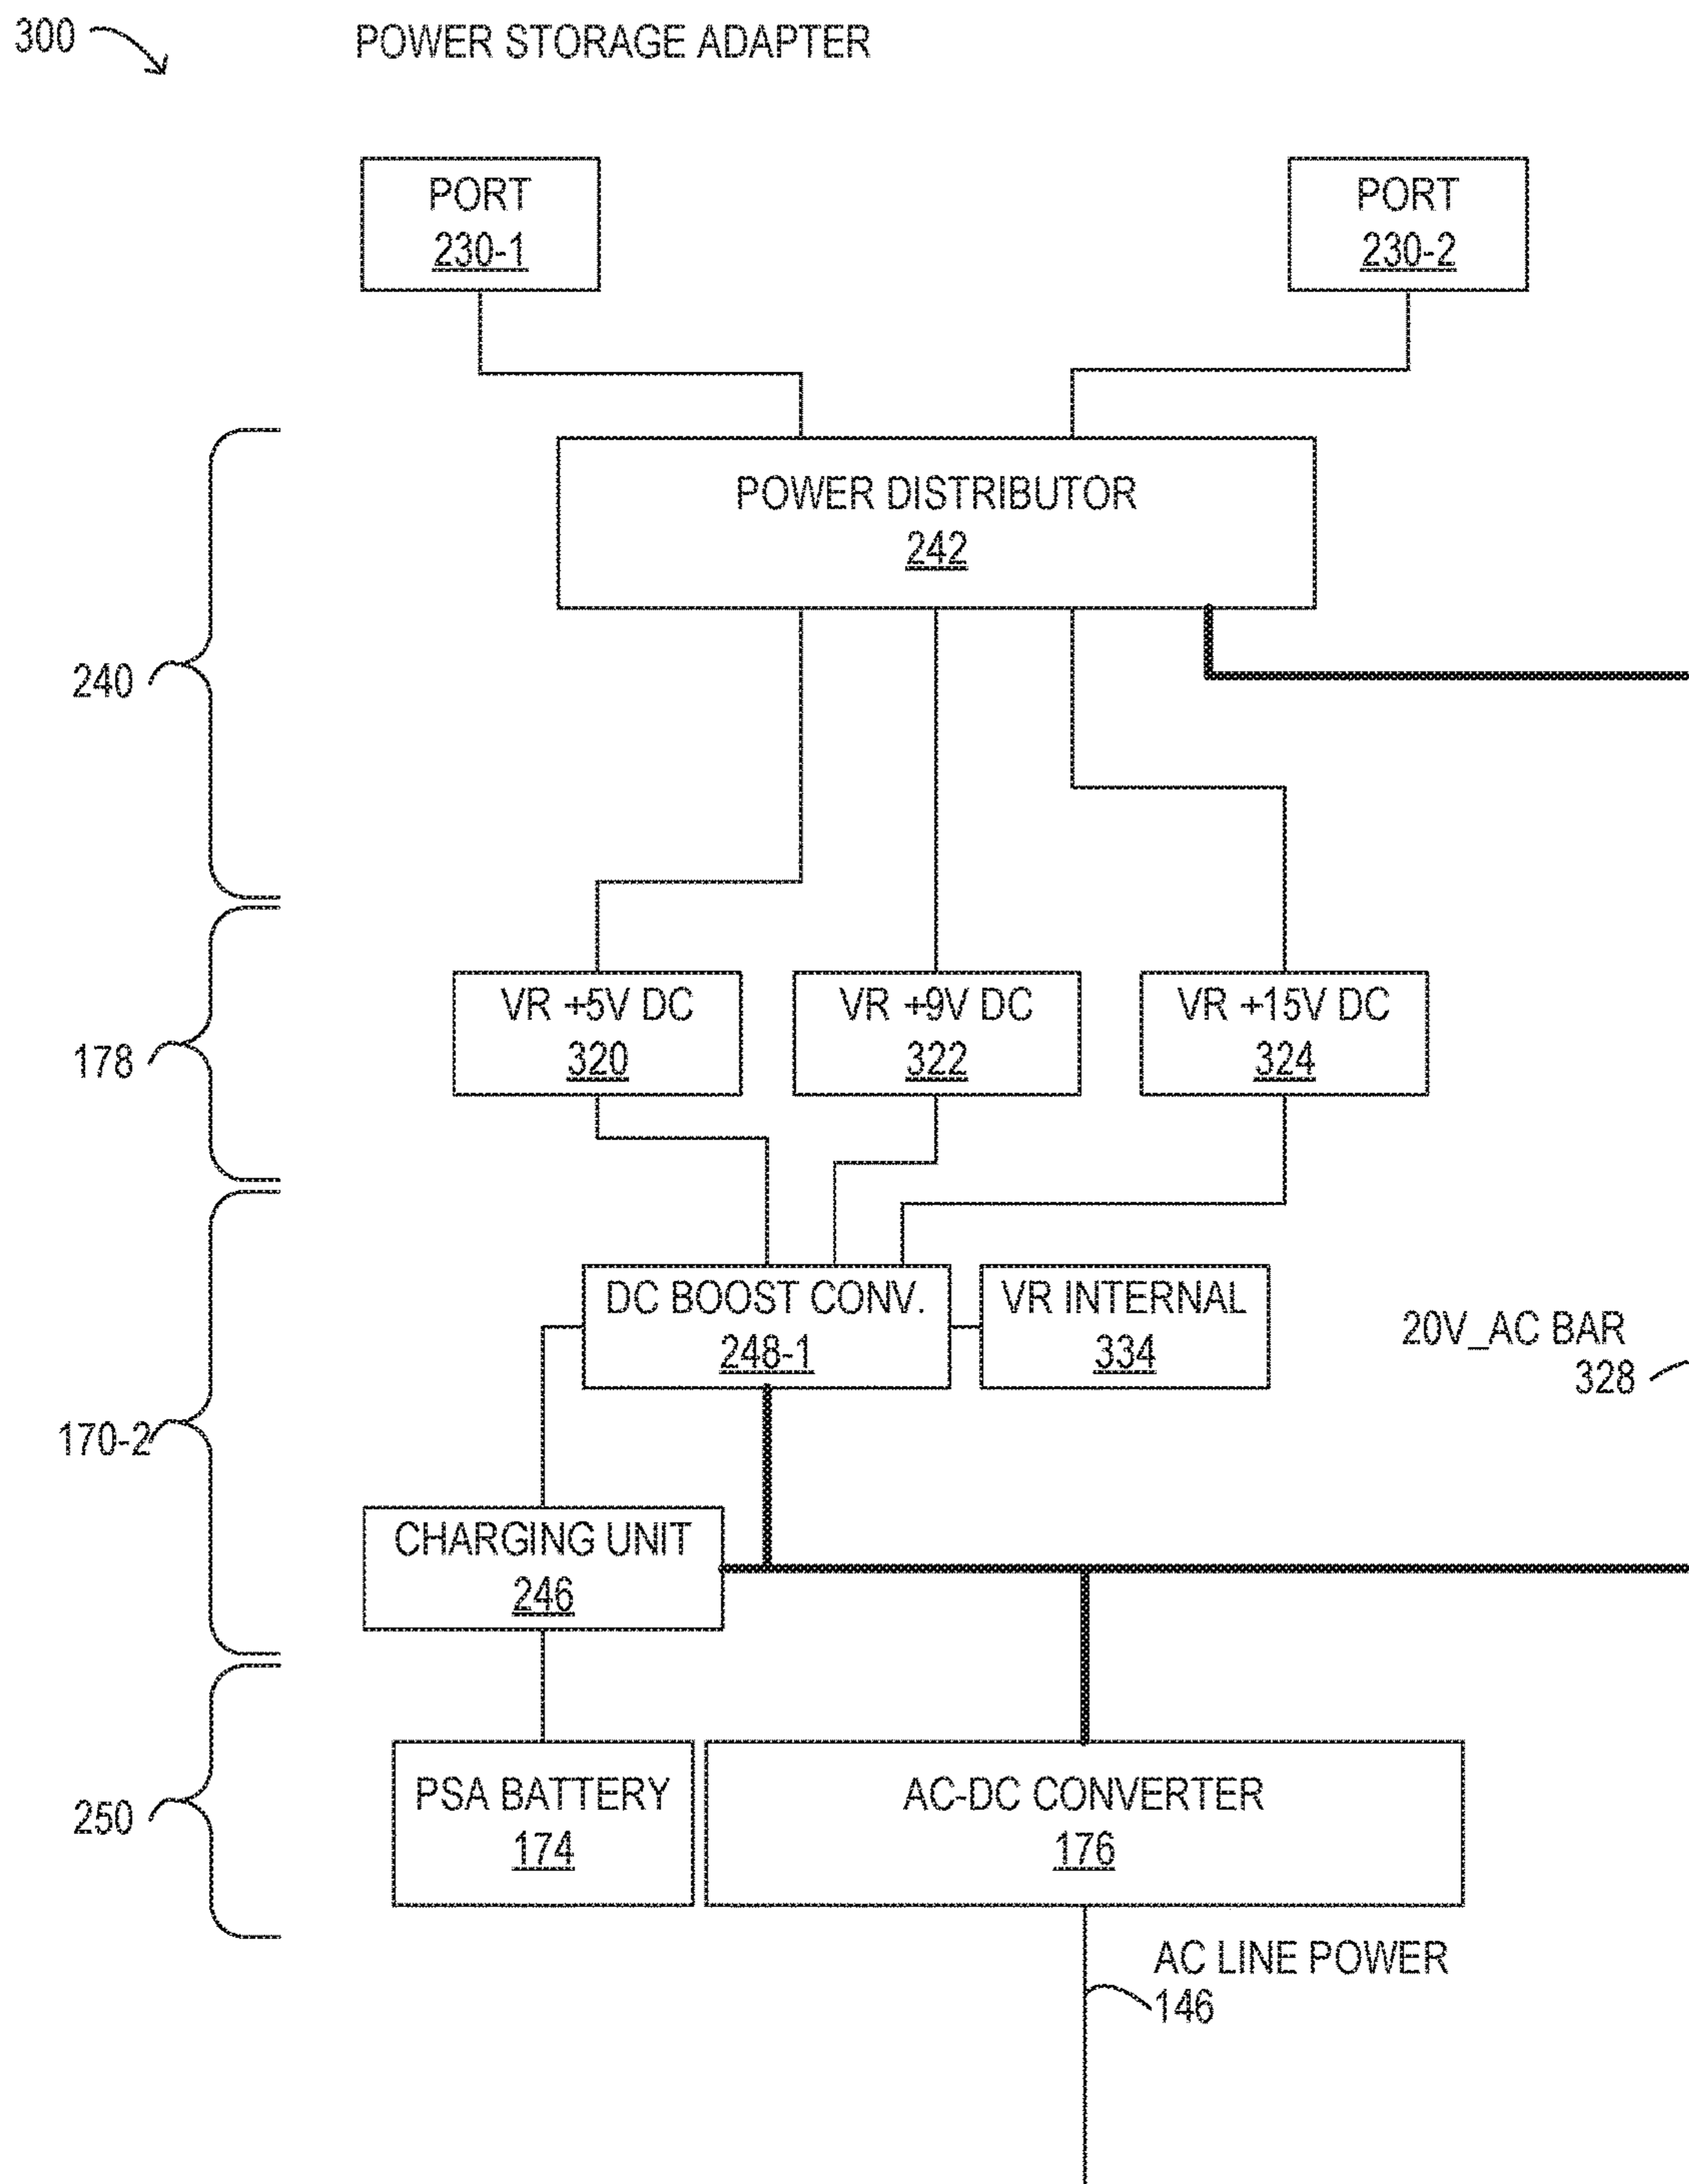 300
POWER STORAGE ADAPTER
PORT
230-1
PORT
230-2
POWER DISTRIBUTOR
242
240
VR +5V DC
320
VR +9V DC
322
VR +15V DC
324
178
DC BOOST CONV.
248-1
VR INTERNAL
334
20V_AC BAR
328
170-2
CHARGING UNIT
246
PSA BATTERY
174
AC-DC CONVERTER
176
250
AC LINE POWER
146